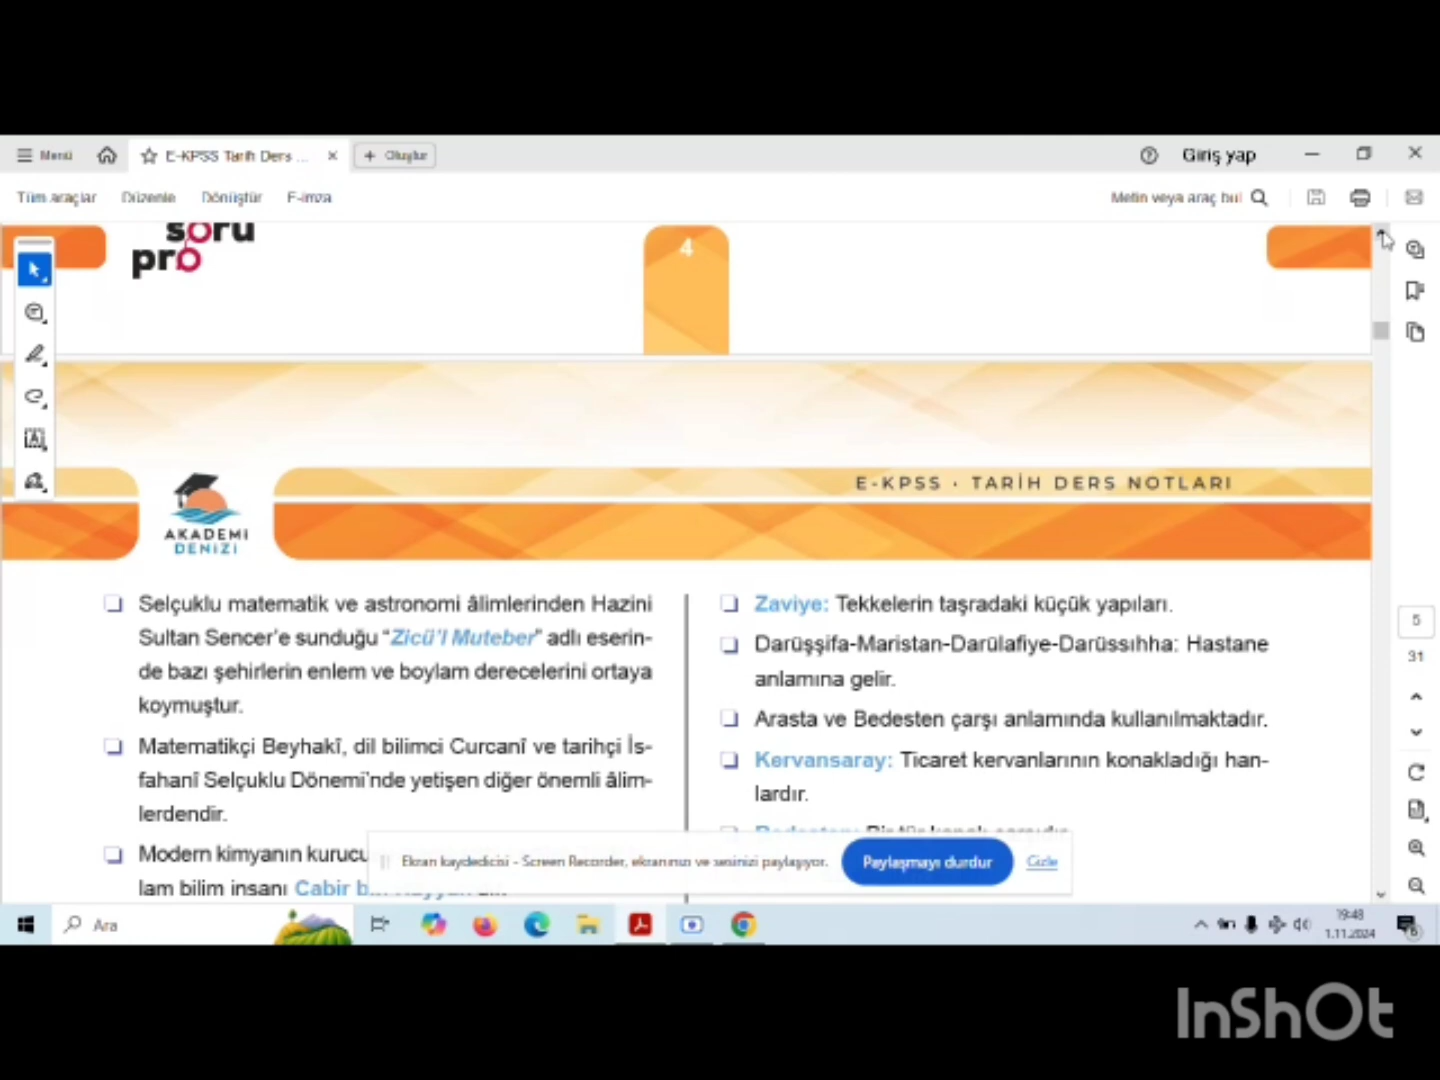 Menü
E-KPSS Tarih Ders ...
Oluştur
Giriş yap
Tüm araçlar
Düzenle
Dönüştür
E-imza
Metin veya araç bul
soru
pro
4
E-KPSS · TARİH DERS NOTLARI
AKADEMİ
DENİZİ
Selçuklu matematik ve astronomi âlimlerinden Hazini
Sultan Sencer'e sunduğu "Zicü'l Muteber" adlı eserin-
de bazı şehirlerin enlem ve boylam derecelerini ortaya
koymuştur.
Matematikçi Beyhakî, dil bilimci Curcanî ve tarihçi İs-
fahanî Selçuklu Dönemi'nde yetişen diğer önemli âlim-
lerdendir.
Modern kimyanın kurucu
lam bilim insanı Cabir
Zaviye: Tekkelerin taşradaki küçük yapıları.
Darüşşifa-Maristan-Darülafiye-Darüssıhha: Hastane
anlamına gelir.
Arasta ve Bedesten çarşı anlamında kullanılmaktadır.
Kervansaray: Ticaret kervanlarının konakladığı han-
lardır.
5
31
Ekran kaydedicisi - Screen Recorder, ekranınızı ve sesinizi paylaşıyor.
Paylaşmayı durdur
Gizle
Ara
19:48
1.11.2024
InShOt